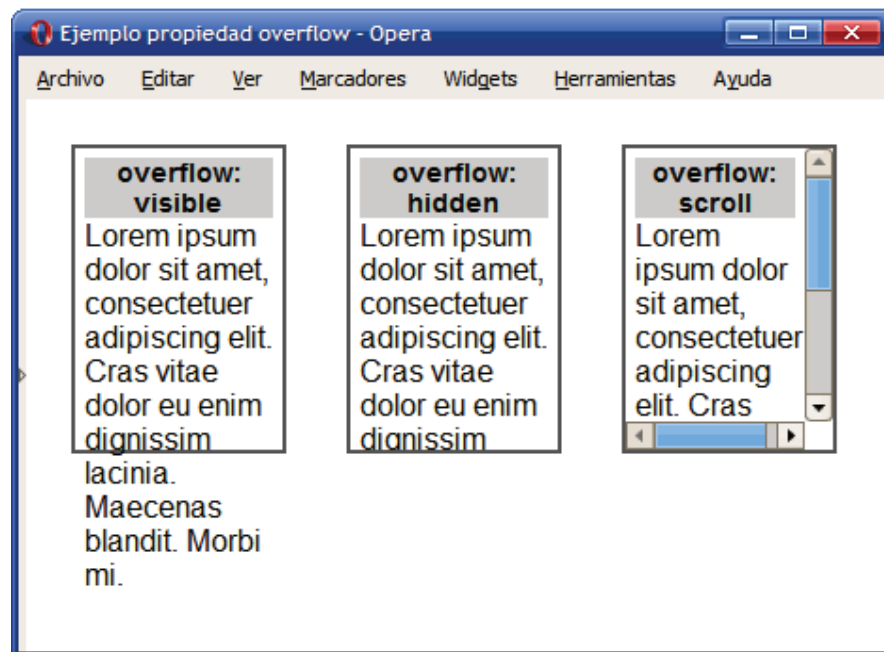 Ejemplo propiedad overflow - Opera
Archivo Editar Ver Marcadores Widgets Herramientas Ayuda
overflow:
visible
Lorem ipsum
dolor sit amet,
consectetuer
adipiscing elit.
Cras vitae
dolor eu enim
dignissim
lacinia.
Maecenas
blandit. Morbi
mi.
overflow:
hidden
Lorem ipsum
dolor sit amet,
consectetuer
adipiscing elit.
Cras vitae
dolor eu enim
dignissim
overflow:
scroll
Lorem
ipsum dolor
sit amet,
consectetuer
adipiscing
elit. Cras